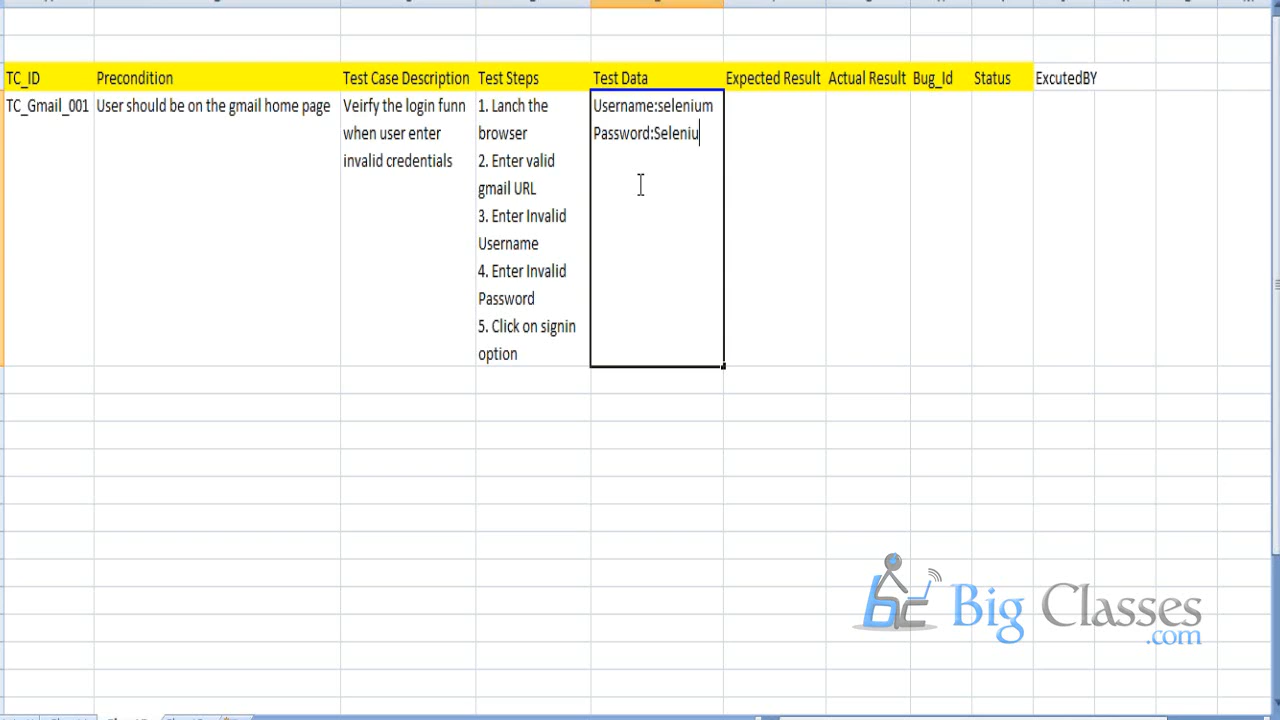 TC_ID Precondition Test Case Description Test Steps Test Data Expected Result Actual Result Bug_Id Status ExcutedBY
TC_Gmail_001 User should be on the gmail home page Veirfy the login funn 1. Lanch the Username:selenium
when user enter browser Password:Seleniu
invalid credentials 2. Enter valid
gmail URL
3. Enter Invalid
Username
4. Enter Invalid
Password
5. Click on signin
option
Big Classes
.com